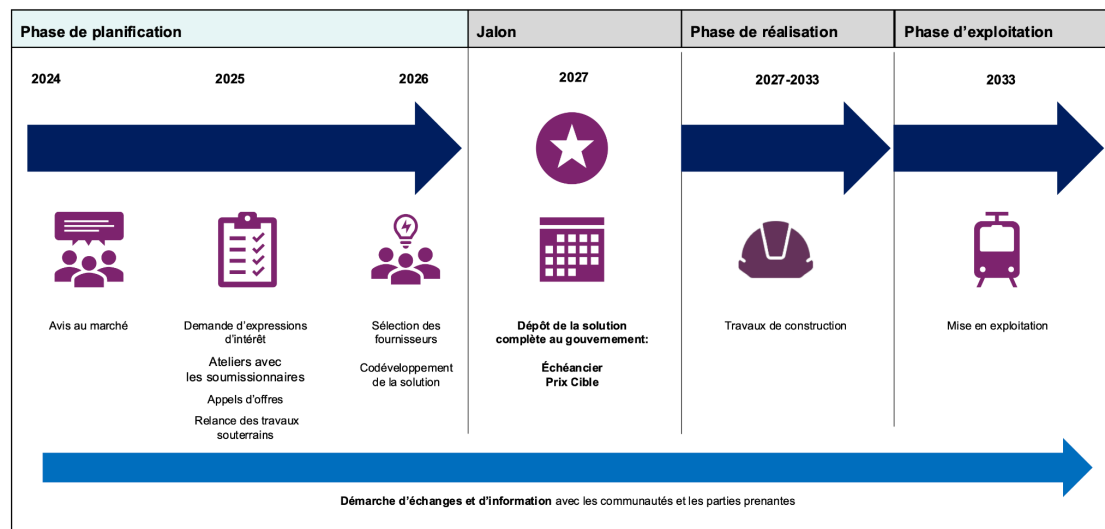 Phase de planification
Jalon
Phase de réalisation
Phase d'exploitation
2024
2025
2026
2027
2027-2033
2033
Avis au marché
Demande d'expressions
d'intérêt
Ateliers avec
les soumissionnaires
Appels d'offres
Relance des travaux
souterrains
Sélection des
fournisseurs
Codéveloppement
de la solution
Dépôt de la solution
complète au gouvernement:
Échéancier
Prix Cible
Travaux de construction
Mise en exploitation
Démarche d'échanges et d'information avec les communautés et les parties prenantes